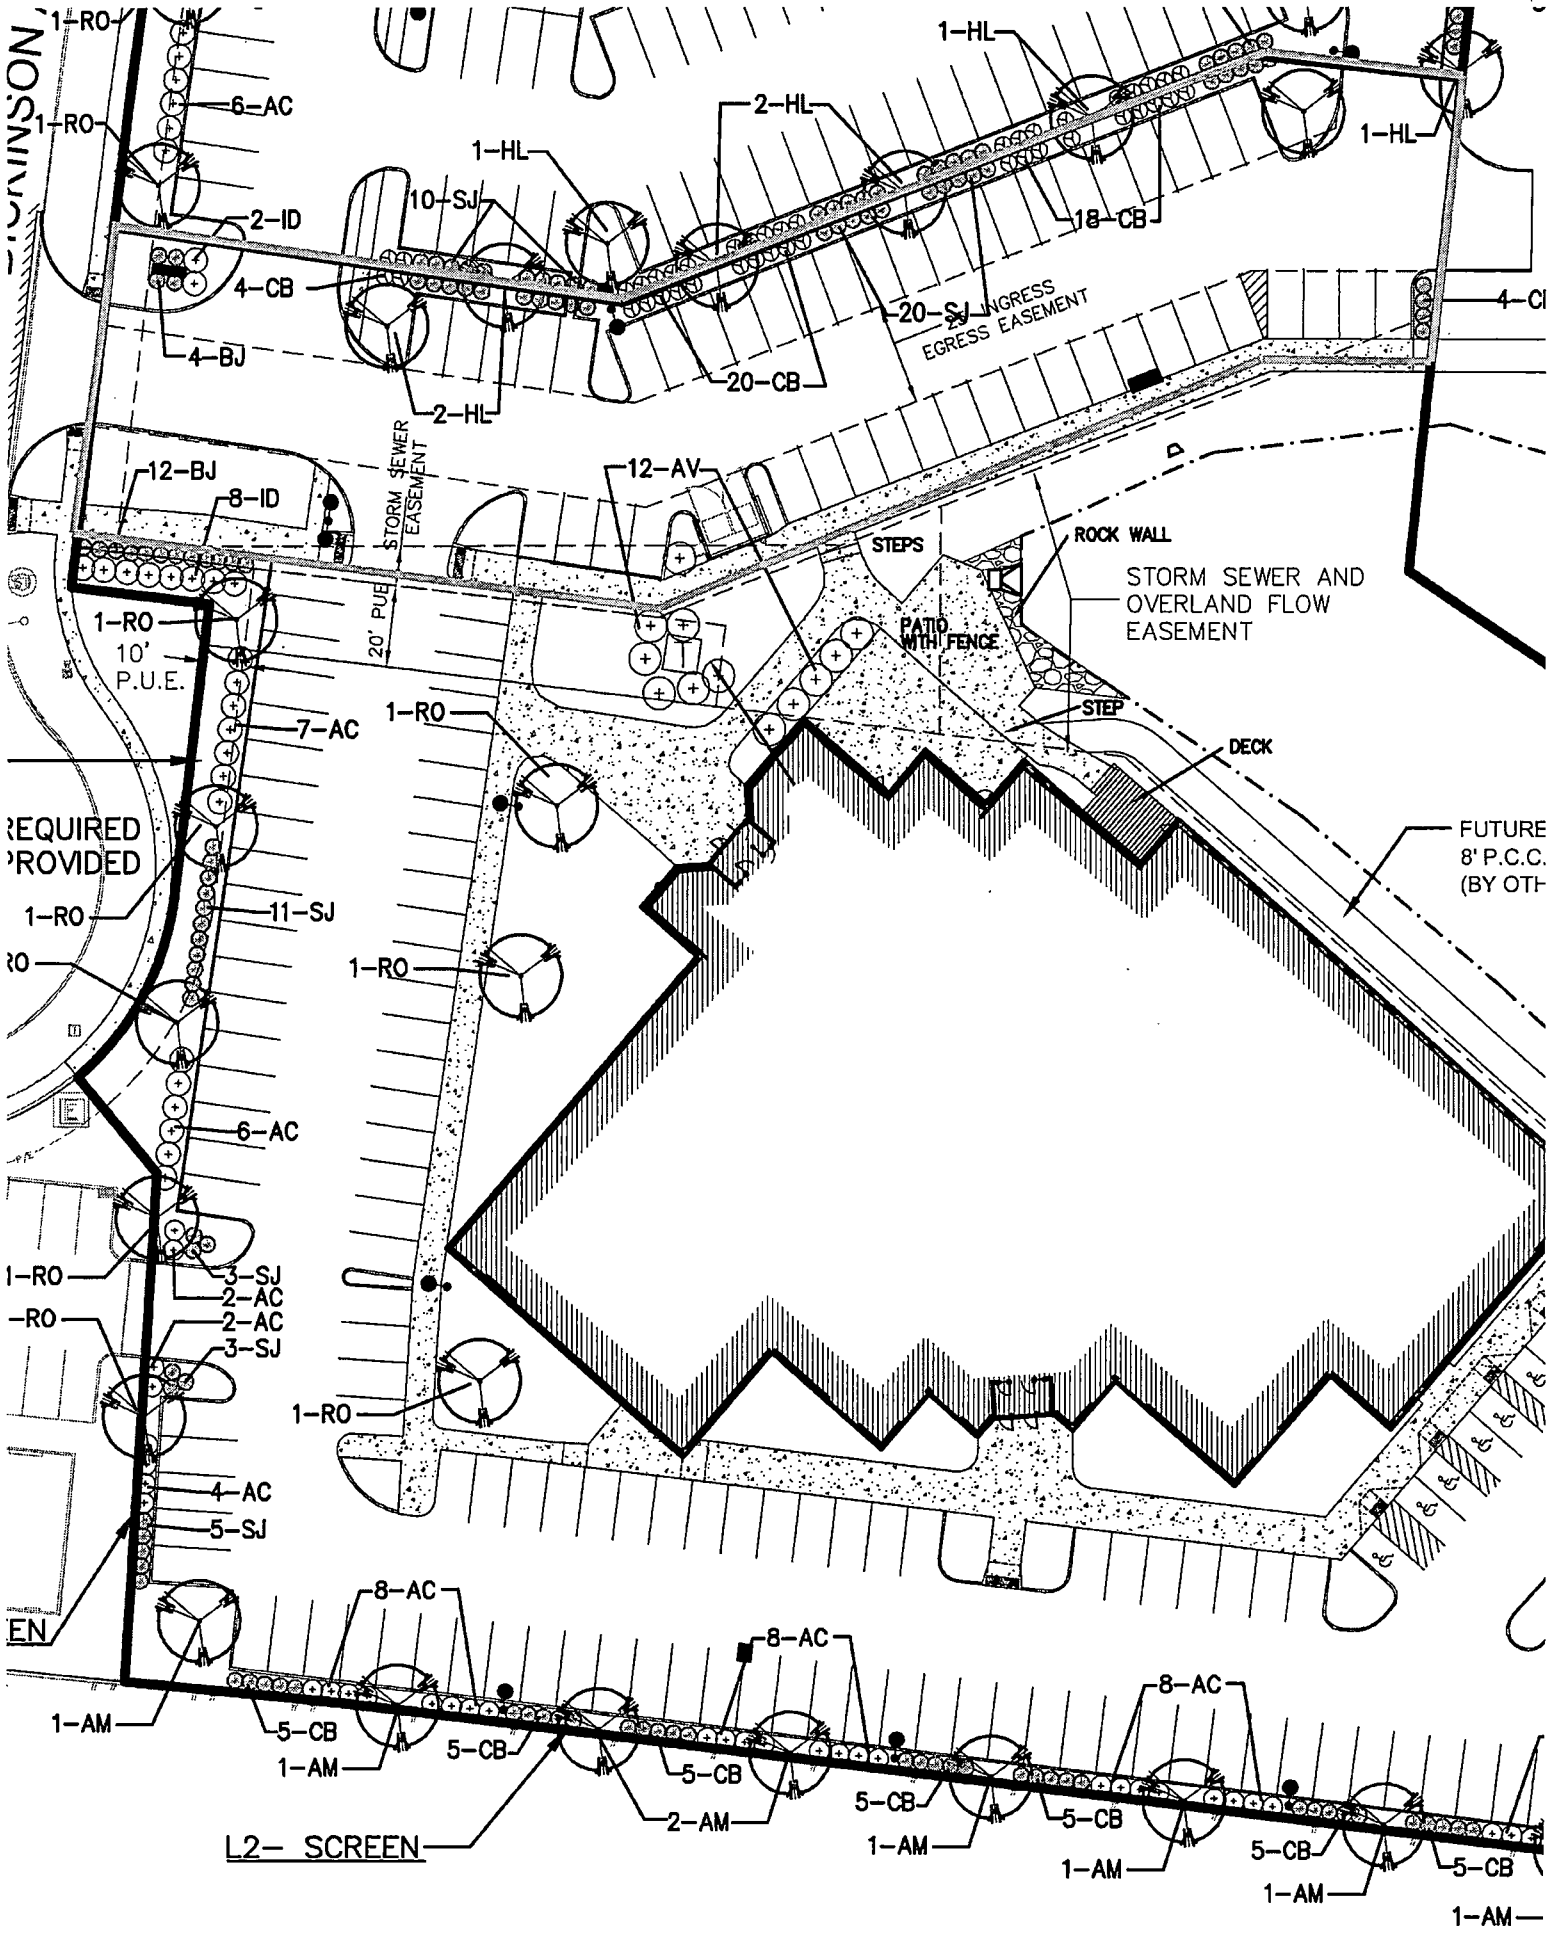 1-RO
1-HL
6-AC
2-HL
1-RO
1-HL
1-HL
10-SJ
18-CB
2-ID
4-CB
20-SJ
25' INGRESS
EGRESS EASEMENT
4-BJ
20-CB
2-HL
STORM SEWER
EASEMENT
12-BJ
12-AV
8-ID
STEPS
ROCK WALL
STORM SEWER AND
OVERLAND FLOW
EASEMENT
20' PUE
1-RO
10'
P.U.E.
PATIO
WITH FENCE
1-RO
STEP
7-AC
DECK
REQUIRED
PROVIDED
FUTURE
8' P.C.C.
(BY OTH
1-RO
11-SJ
RO
1-RO
E
6-AC
1-RO
3-SJ
2-AC
-RO
2-AC
3-SJ
1-RO
4-AC
5-SJ
EN
8-AC
8-AC
8-AC
1-AM
5-CB
5-CB
1-AM
5-CB
2-AM
5-CB
5-CB
1-AM
L2- SCREEN
5-CB
1-AM
5-CB
1-AM
1-AM